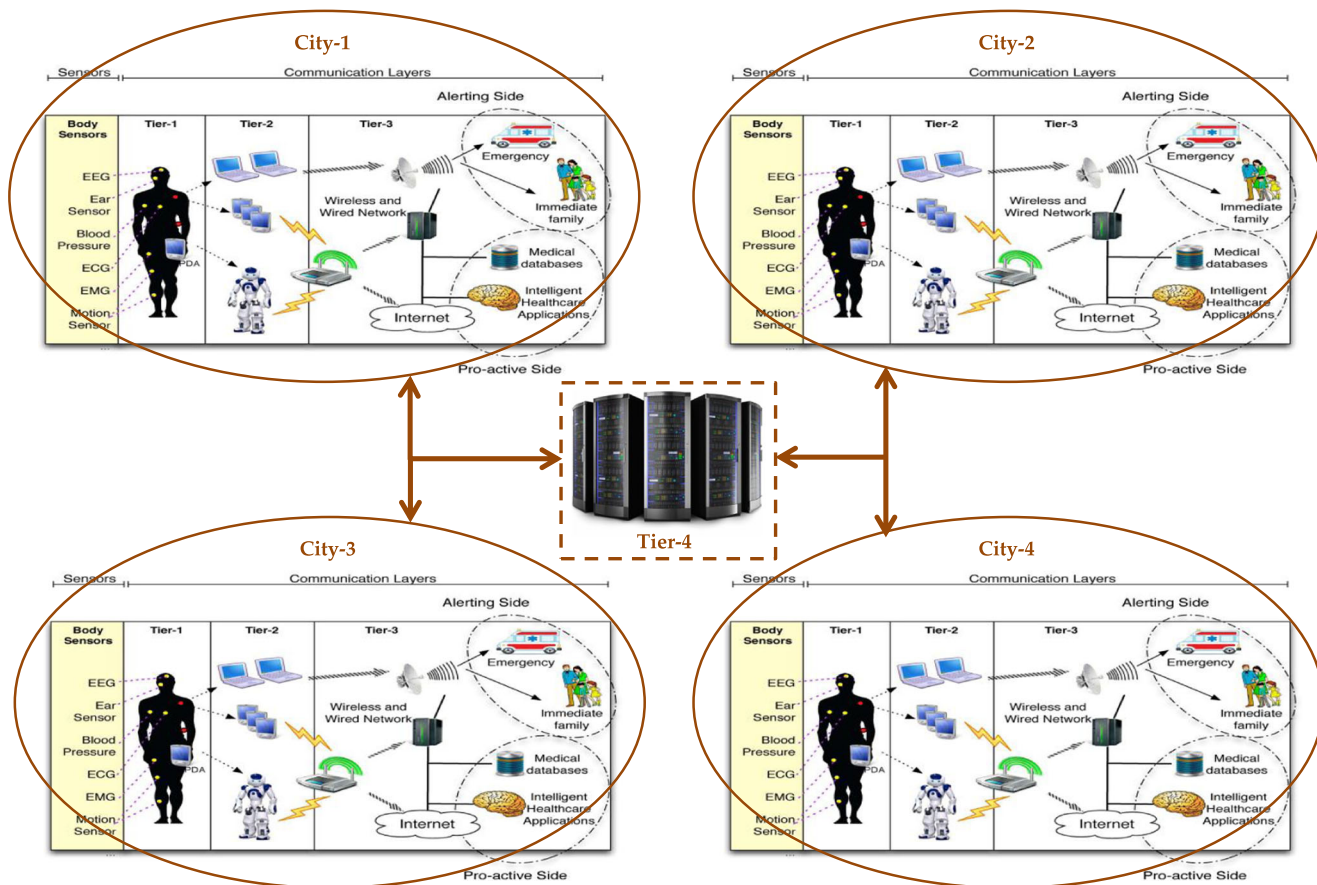 City-1
Sensors Communication Layers
Alerting Side
Body
Sensors
Tier-1 Tier-2 Tier-3
EEG
Ear
Sensor
Blood
Pressure
ECG
EMG
Motion
Sensor
...
PDA
Wireless and
Wired Network
Emergency
Immediate
family
Medical
databases
Intelligent
Healthcare
Applications
Internet
Pro-active Side
City-2
Sensors Communication Layers
Alerting Side
Body
Sensors
Tier-1 Tier-2 Tier-3
EEG
Ear
Sensor
Blood
Pressure
ECG
EMG
Motion
Sensor
...
PDA
Wireless and
Wired Network
Emergency
Immediate
family
Medical
databases
Intelligent
Healthcare
Applications
Internet
Pro-active Side
Tier-4
City-3
Sensors Communication Layers
Alerting Side
Body
Sensors
Tier-1 Tier-2 Tier-3
EEG
Ear
Sensor
Blood
Pressure
ECG
EMG
Motion
Sensor
...
PDA
Wireless and
Wired Network
Emergency
Immediate
family
Medical
databases
Intelligent
Healthcare
Applications
Internet
Pro-active Side
City-4
Sensors Communication Layers
Alerting Side
Body
Sensors
Tier-1 Tier-2 Tier-3
EEG
Ear
Sensor
Blood
Pressure
ECG
EMG
Motion
Sensor
...
PDA
Wireless and
Wired Network
Emergency
Immediate
family
Medical
databases
Intelligent
Healthcare
Applications
Internet
Pro-active Side